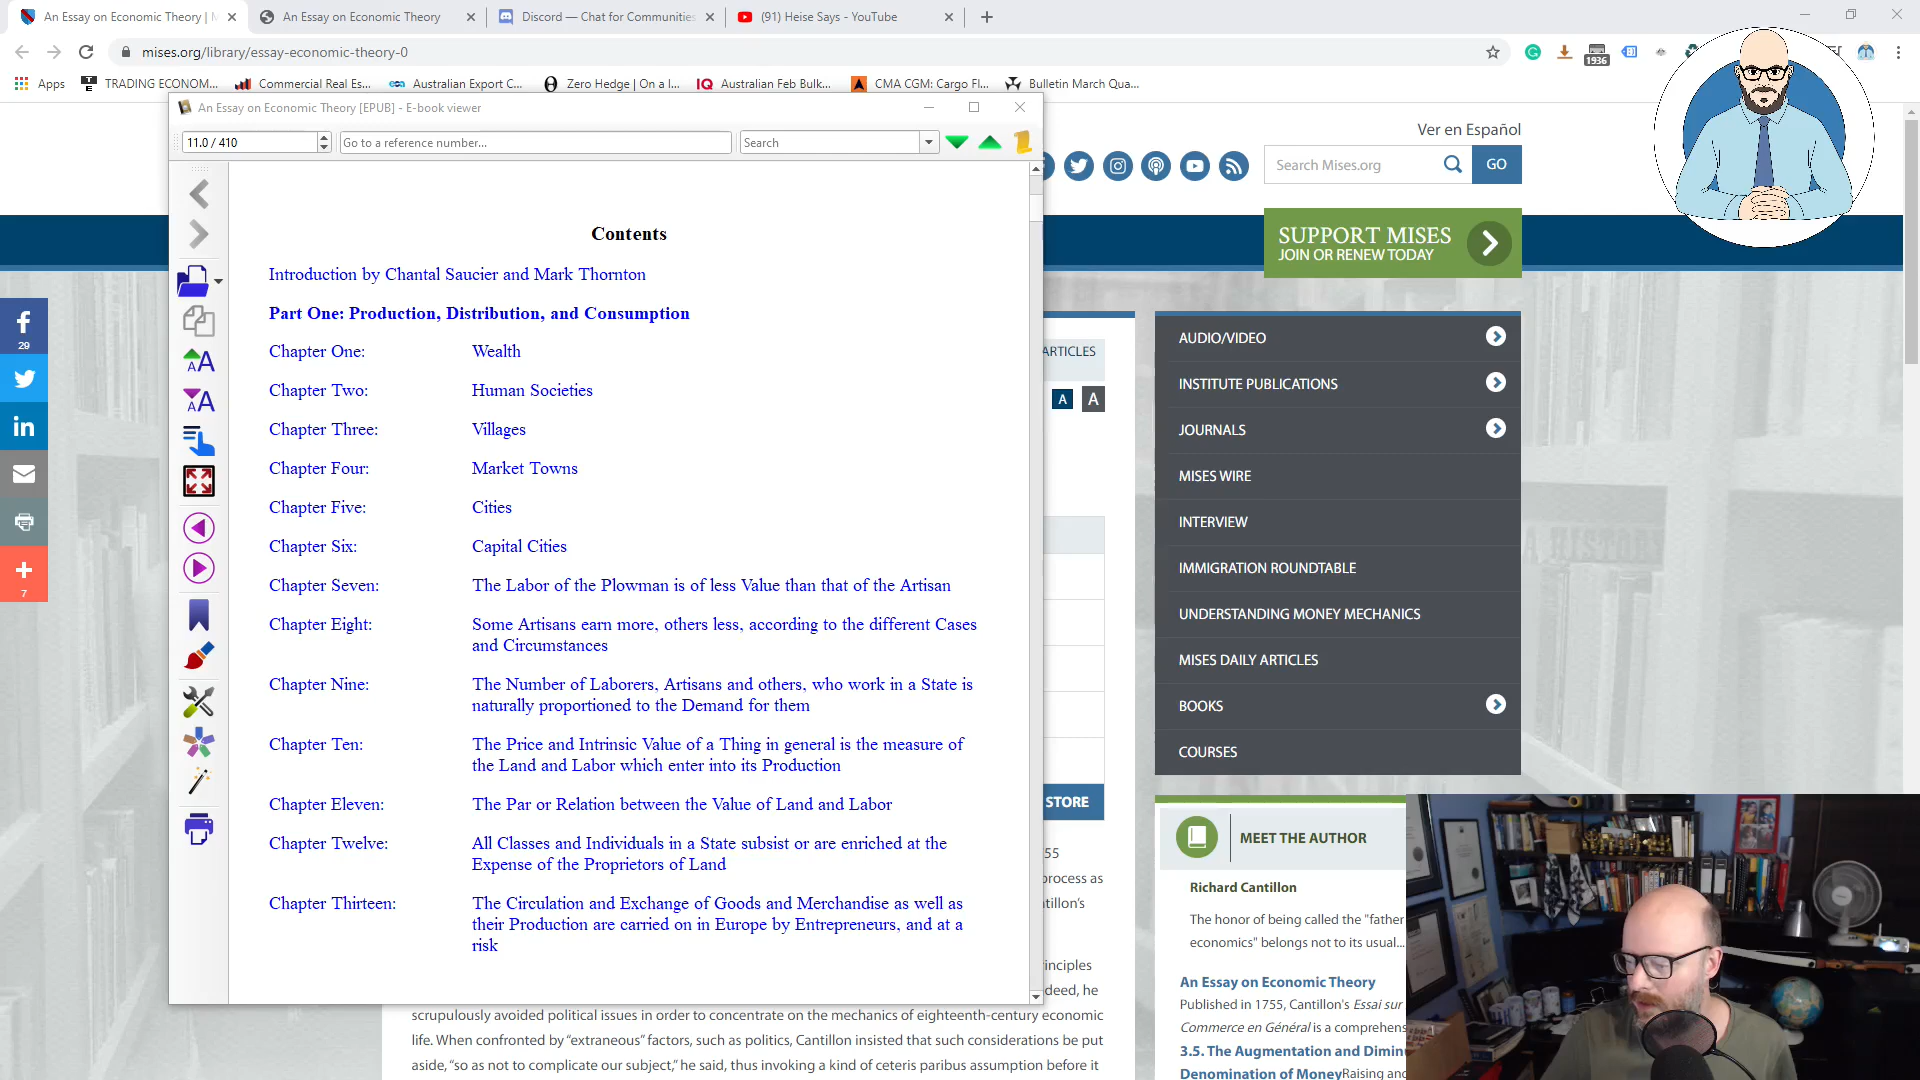 An Essay on Economic Theory |
An Essay on Economic Theory
Discord — Chat for Communities
(91) Heise Says - YouTube
mises.org/library/essay-economic-theory-0
1936
Apps
TRADING ECONOM...
Commercial Real Es...
Australian Export C...
Zero Hedge | On a l...
Australian Feb Bulk...
CMA CGM: Cargo Fl...
Bulletin March Qua...
An Essay on Economic Theory [EPUB] - E-book viewer
11.0 / 410
Go to a reference number...
Search
Ver en Español
Search Mises.org
GO
SUPPORT MISES
JOIN OR RENEW TODAY
29
7
Contents
Introduction by Chantal Saucier and Mark Thornton
Part One: Production, Distribution, and Consumption
Chapter One: Wealth
Chapter Two: Human Societies
Chapter Three: Villages
Chapter Four: Market Towns
Chapter Five: Cities
Chapter Six: Capital Cities
Chapter Seven: The Labor of the Plowman is of less Value than that of the Artisan
Chapter Eight: Some Artisans earn more, others less, according to the different Cases
and Circumstances
Chapter Nine: The Number of Laborers, Artisans and others, who work in a State is
naturally proportioned to the Demand for them
Chapter Ten: The Price and Intrinsic Value of a Thing in general is the measure of
the Land and Labor which enter into its Production
Chapter Eleven: The Par or Relation between the Value of Land and Labor
Chapter Twelve: All Classes and Individuals in a State subsist or are enriched at the
Expense of the Proprietors of Land
Chapter Thirteen: The Circulation and Exchange of Goods and Merchandise as well as
their Production are carried on in Europe by Entrepreneurs, and at a
risk
ARTICLES
A A
STORE
55
process as
tillon's
inciples
deed, he
scrupulously avoided political issues in order to concentrate on the mechanics of eighteenth-century economic
life. When confronted by "extraneous" factors, such as politics, Cantillon insisted that such considerations be put
aside, "so as not to complicate our subject," he said, thus invoking a kind of ceteris paribus assumption before it
AUDIO/VIDEO
INSTITUTE PUBLICATIONS
JOURNALS
MISES WIRE
INTERVIEW
IMMIGRATION ROUNDTABLE
UNDERSTANDING MONEY MECHANICS
MISES DAILY ARTICLES
BOOKS
COURSES
MEET THE AUTHOR
Richard Cantillon
The honor of being called the "father
economics" belongs not to its usual...
An Essay on Economic Theory
Published in 1755, Cantillon's Essai sur
Commerce en Général is a comprehens
3.5. The Augmentation and Dimin
Denomination of Money Raising and